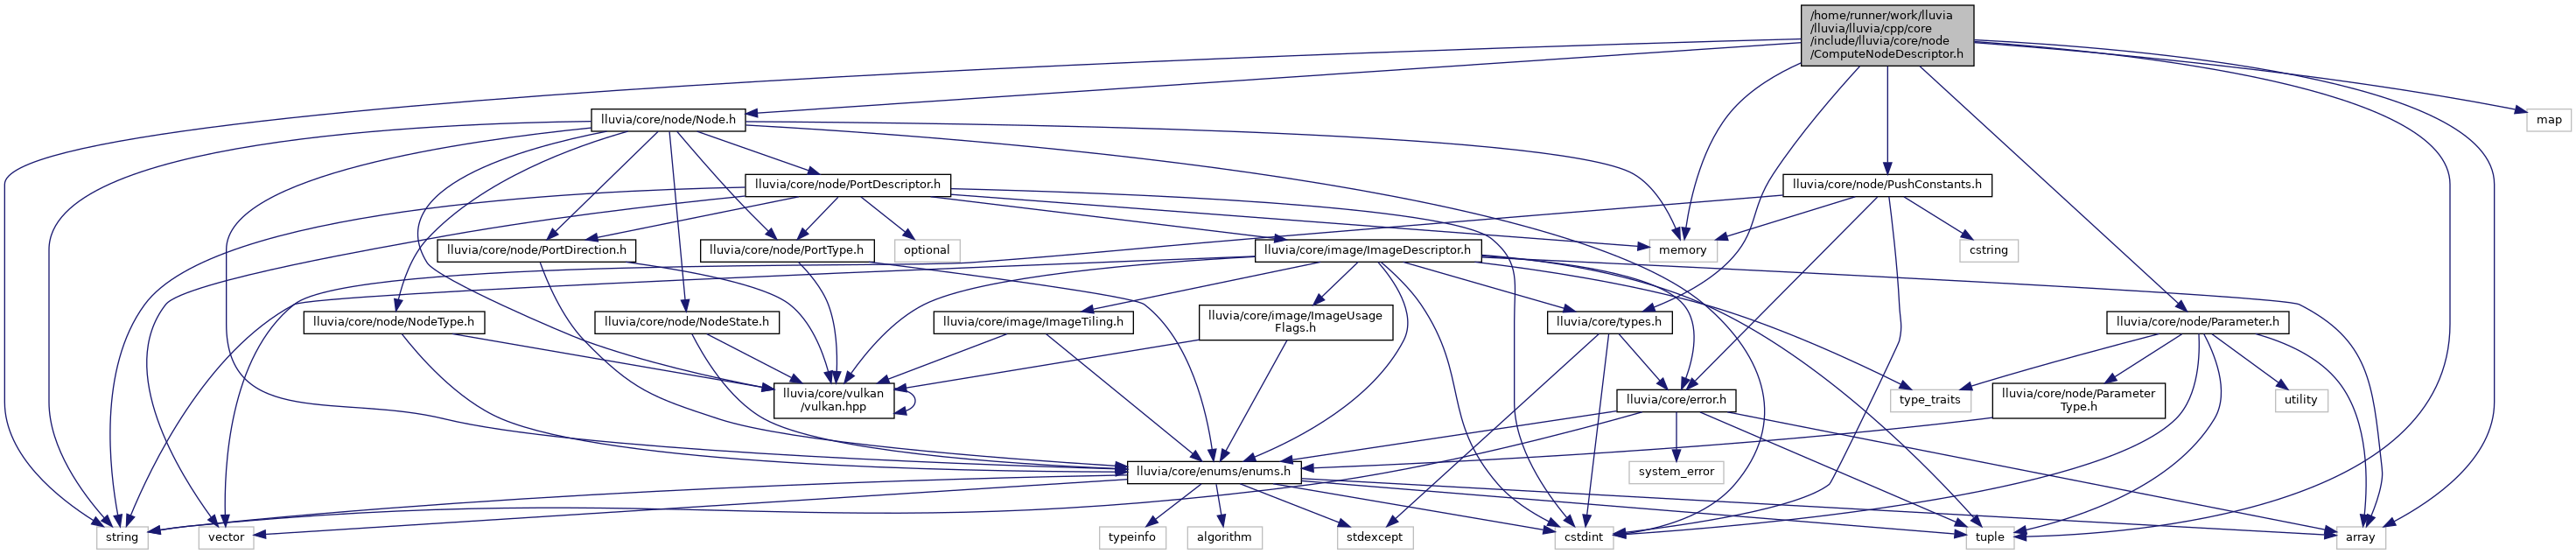 /home/runner/work/lluvia
/lluvia/lluvia/cpp/core
/include/lluvia/core/node
/ComputeNodeDescriptor.h
lluvia/core/node/Node.h
map
lluvia/core/node/PortDescriptor.h
lluvia/core/node/PushConstants.h
lluvia/core/node/PortDirection.h
lluvia/core/node/PortType.h
optional
lluvia/core/image/ImageDescriptor.h
memory
cstring
lluvia/core/node/NodeType.h
lluvia/core/node/NodeState.h
lluvia/core/image/ImageTiling.h
lluvia/core/image/ImageUsage
Flags.h
lluvia/core/types.h
lluvia/core/node/Parameter.h
lluvia/core/vulkan
/vulkan.hpp
lluvia/core/error.h
type_traits
lluvia/core/node/Parameter
Type.h
utility
lluvia/core/enums/enums.h
system_error
string
vector
typeinfo
algorithm
stdexcept
cstdint
tuple
array